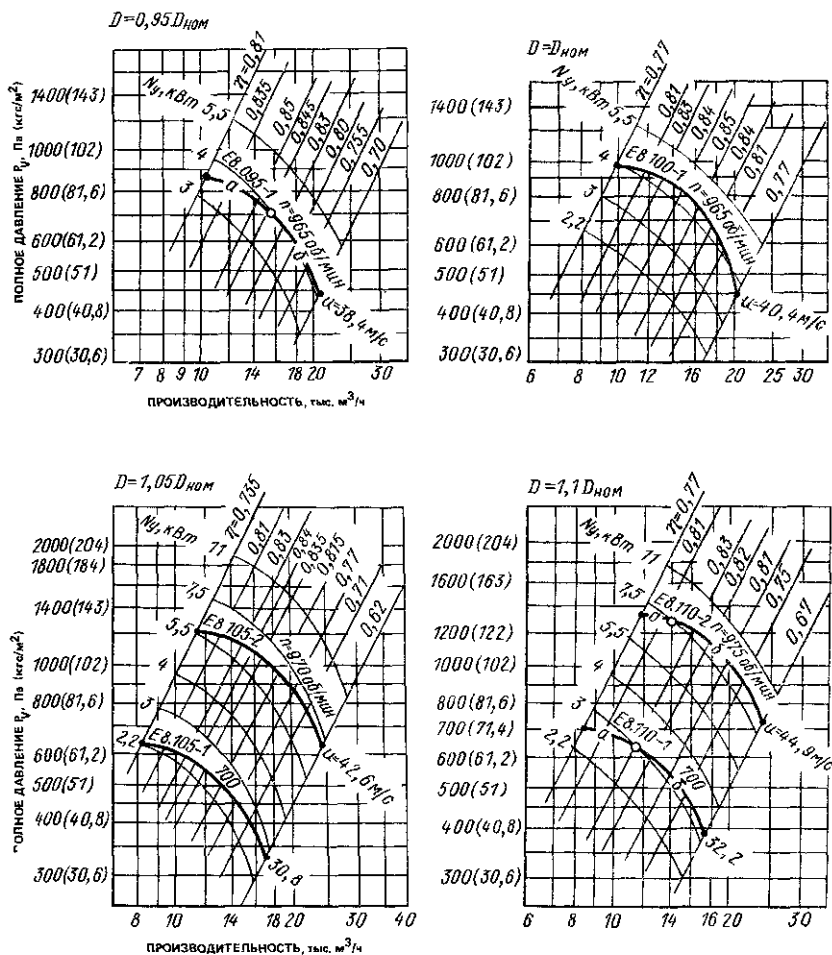 D=0,95Dном
ПОЛНОЕ ДАВЛЕНИЕ Pv, Па (кгс/м²)
1400(143)
1000(102)
800(81,6)
600(61,2)
500(51)
400(40,8)
300(30,6)
Nу, кВт 5,5
4
3
η=0,81
0,835
0,85
0,845
0,83
0,80
0,755
0,70
E8.095-1 n=965 об/мин
а
б
u=38,4 м/с
7 8 9 10 14 18 20 30
ПРОИЗВОДИТЕЛЬНОСТЬ, тыс. м³/ч
D=Dном
1400(143)
1000(102)
800(81,6)
600(61,2)
500(51)
400(40,8)
300(30,6)
Nу, кВт 5,5
4
3
2,2
η=0,77
0,81
0,83
0,84
0,85
0,84
0,81
0,77
E8.100-1 n=965 об/мин
u=40,4 м/с
6 8 10 12 16 20 25 30
D=1,05Dном
ПОЛНОЕ ДАВЛЕНИЕ Pv, Па (кгс/м²)
2000(204)
1800(184)
1400(143)
1000(102)
800(81,6)
600(61,2)
500(51)
400(40,8)
300(30,6)
Nу, кВт 11
7,5
5,5
4
3
2,2
η=0,735
0,81
0,83
0,84
0,835
0,815
0,77
0,71
0,62
E8.105-2 n=970 об/мин
u=42,6 м/с
E8.105-1 700
30,8
8 10 14 18 20 30 40
ПРОИЗВОДИТЕЛЬНОСТЬ, тыс. м³/ч
D=1,1Dном
2000(204)
1600(163)
1200(122)
1000(102)
800(81,6)
700(71,4)
600(61,2)
500(51)
400(40,8)
300(30,6)
Nу, кВт 11
7,5
5,5
4
3
2,2
η=0,77
0,81
0,83
0,82
0,81
0,75
0,67
E8.110-2 n=975 об/мин
а
б
u=44,9 м/с
E8.110-1 700
а
б
32,2
6 8 10 14 16 20 30